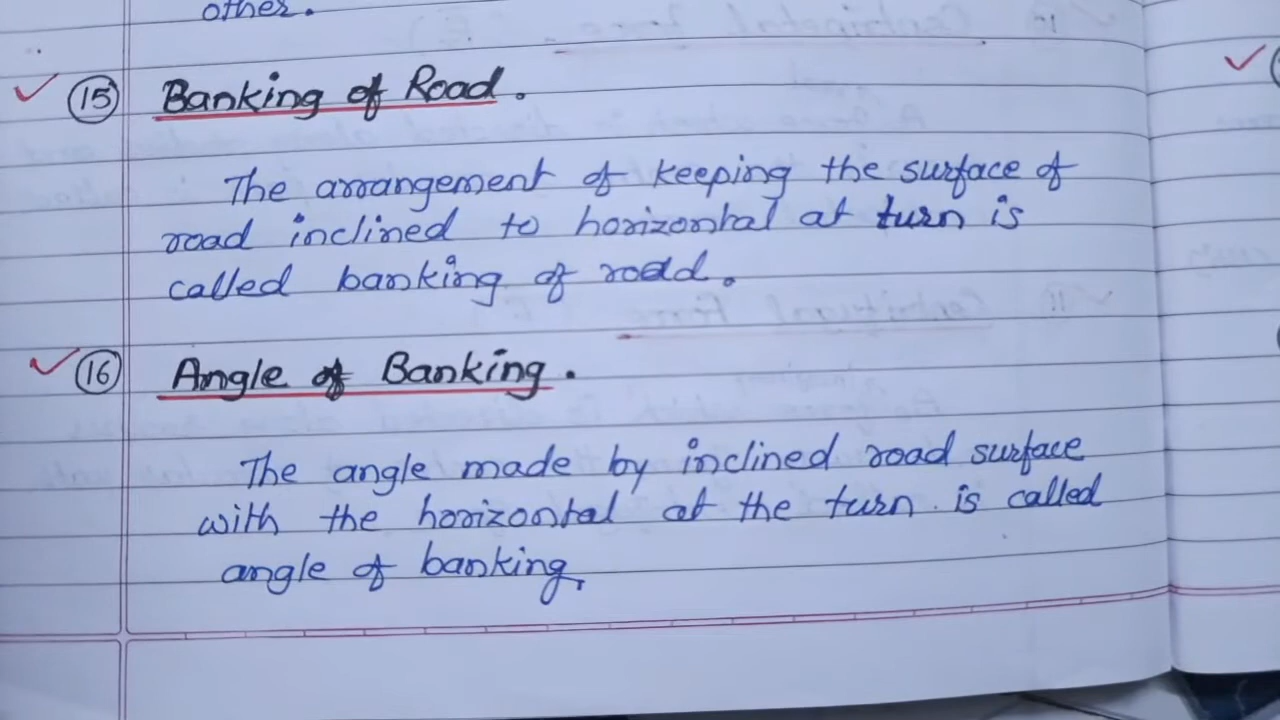 other.
15 Banking of Road.
The arrangement of keeping the surface of
road inclined to horizontal at turn is
called banking of road.
16 Angle of Banking.
The angle made by inclined road surface
with the horizontal at the turn is called
angle of banking,